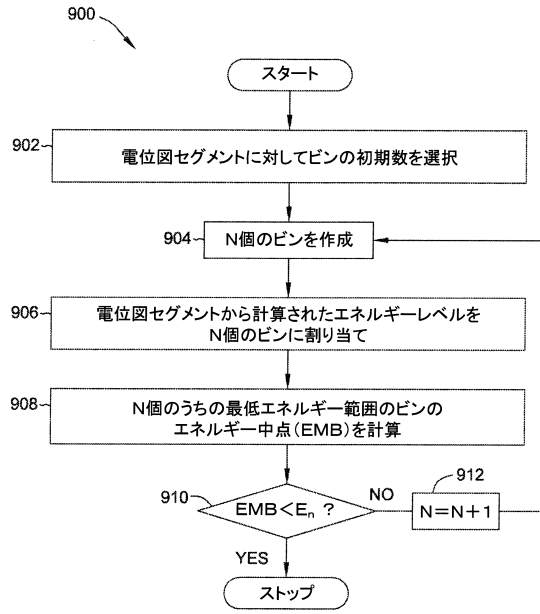 900
スタート
902
電位図セグメントに対してビンの初期数を選択
904
N個のビンを作成
906
電位図セグメントから計算されたエネルギーレベルを
N個のビンに割り当て
908
N個のうちの最低エネルギー範囲のビンの
エネルギー中点(EMB)を計算
910
EMB<En ?
NO
912
N=N+1
YES
ストップ